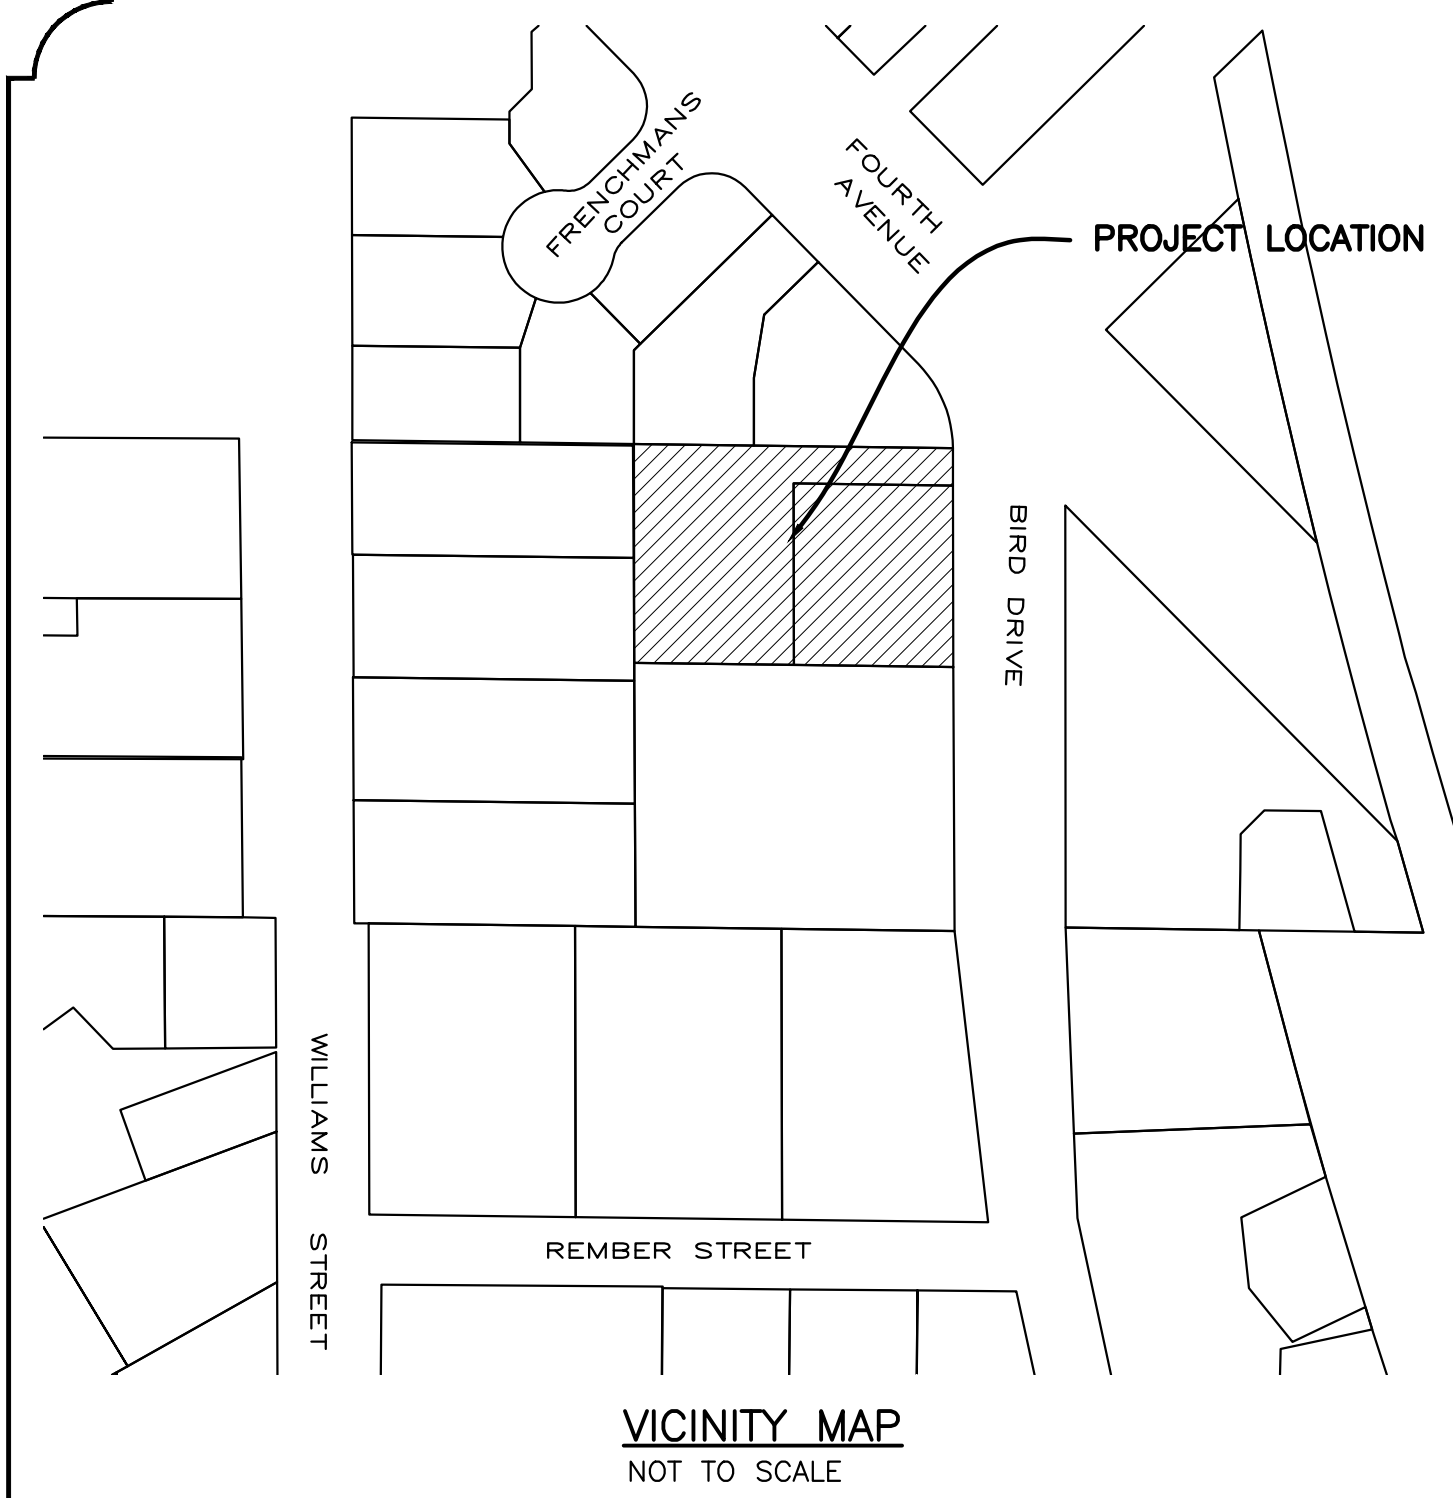 FRENCHMANS
COURT
FOURTH
AVENUE
PROJECT LOCATION
BIRD DRIVE
WILLIAMS STREET
REMBER STREET
VICINITY MAP
NOT TO SCALE